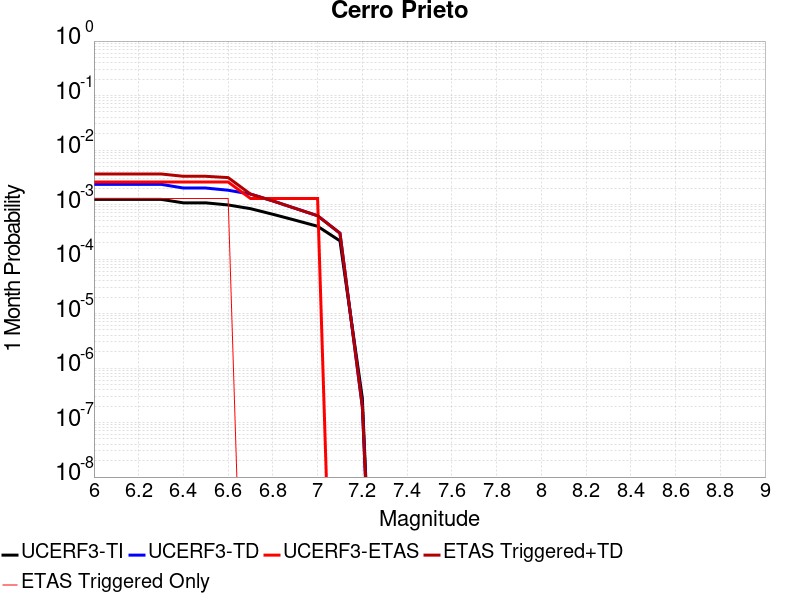 Cerro Prieto
10^0
10^-1
10^-2
10^-3
10^-4
10^-5
10^-6
10^-7
10^-8
1 Month Probability
6 6.2 6.4 6.6 6.8 7 7.2 7.4 7.6 7.8 8 8.2 8.4 8.6 8.8 9
Magnitude
UCERF3-TI UCERF3-TD UCERF3-ETAS ETAS Triggered+TD
ETAS Triggered Only